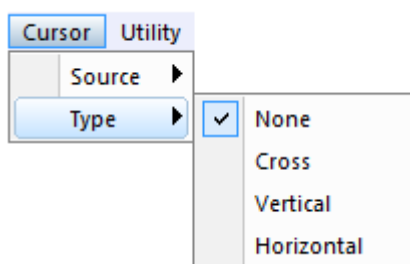 Cursor Utility
Source
Type
None
Cross
Vertical
Horizontal